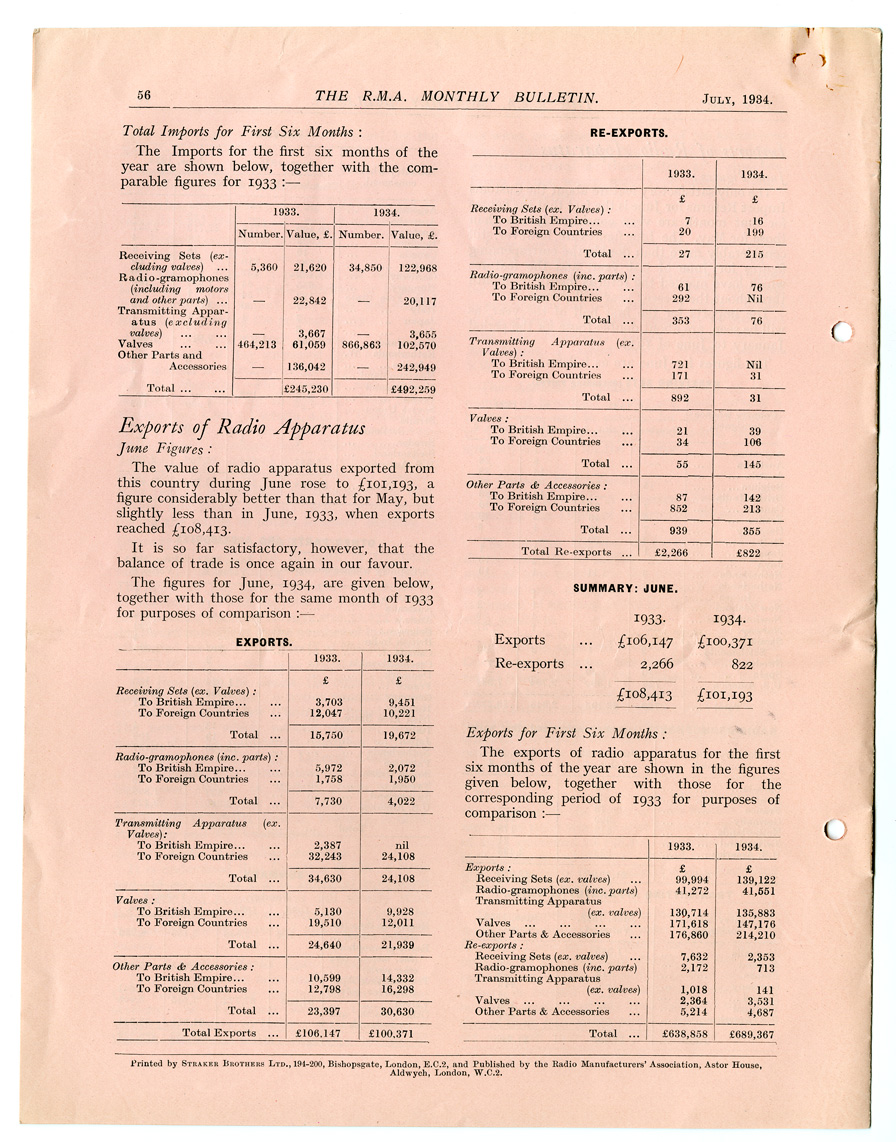 56 THE R.M.A. MONTHLY BULLETIN. JULY, 1934.
Total Imports for First Six Months :
The Imports for the first six months of the
year are shown below, together with the com-
parable figures for 1933 :—
1933. 1934.
Number. Value, £. Number. Value, £.
Receiving Sets (ex-
cluding valves) ... 5,360 21,620 34,850 122,968
Radio-gramophones
(including motors
and other parts) ... — 22,842 — 20,117
Transmitting Appar-
atus (excluding
valves) ... ... — 3,667 — 3,655
Valves ... ... 464,213 61,059 866,863 102,570
Other Parts and
Accessories — 136,042 — 242,949
Total ... ... £245,230 £492,259
Exports of Radio Apparatus
June Figures :
The value of radio apparatus exported from
this country during June rose to £101,193, a
figure considerably better than that for May, but
slightly less than in June, 1933, when exports
reached £108,413.
It is so far satisfactory, however, that the
balance of trade is once again in our favour.
The figures for June, 1934, are given below,
together with those for the same month of 1933
for purposes of comparison :—
EXPORTS.
1933. 1934.
£ £
Receiving Sets (ex. Valves) :
To British Empire... ... 3,703 9,451
To Foreign Countries ... 12,047 10,221
Total ... 15,750 19,672
Radio-gramophones (inc. parts) :
To British Empire... ... 5,972 2,072
To Foreign Countries ... 1,758 1,950
Total ... 7,730 4,022
Transmitting Apparatus (ex.
Valves):
To British Empire... ... 2,387 nil
To Foreign Countries ... 32,243 24,108
Total ... 34,630 24,108
Valves :
To British Empire... ... 5,130 9,928
To Foreign Countries ... 19,510 12,011
Total ... 24,640 21,939
Other Parts & Accessories :
To British Empire... ... 10,599 14,332
To Foreign Countries ... 12,798 16,298
Total ... 23,397 30,630
Total Exports ... £106,147 £100,371
RE-EXPORTS.
1933. 1934.
£ £
Receiving Sets (ex. Valves) :
To British Empire... ... 7 16
To Foreign Countries ... 20 199
Total ... 27 215
Radio-gramophones (inc. parts) :
To British Empire... ... 61 76
To Foreign Countries ... 292 Nil
Total ... 353 76
Transmitting Apparatus (ex.
Valves) :
To British Empire... ... 721 Nil
To Foreign Countries ... 171 31
Total ... 892 31
Valves :
To British Empire... ... 21 39
To Foreign Countries ... 34 106
Total ... 55 145
Other Parts & Accessories :
To British Empire... ... 87 142
To Foreign Countries ... 852 213
Total ... 939 355
Total Re-exports ... £2,266 £822
SUMMARY: JUNE.
1933. 1934.
Exports ... £106,147 £100,371
Re-exports ... 2,266 822
£108,413 £101,193
Exports for First Six Months :
The exports of radio apparatus for the first
six months of the year are shown in the figures
given below, together with those for the
corresponding period of 1933 for purposes of
comparison :—
1933. 1934.
Exports : £ £
Receiving Sets (ex. valves) ... 99,994 139,122
Radio-gramophones (inc. parts) 41,272 41,551
Transmitting Apparatus
(ex. valves) 130,714 135,883
Valves ... ... ... ... 171,618 147,176
Other Parts & Accessories ... 176,860 214,210
Re-exports :
Receiving Sets (ex. valves) ... 7,632 2,353
Radio-gramophones (inc. parts) 2,172 713
Transmitting Apparatus
(ex. valves) 1,018 141
Valves ... ... ... ... 2,364 3,531
Other Parts & Accessories ... 5,214 4,687
Total ... £638,858 £689,367
Printed by STRAKER BROTHERS LTD., 194-200, Bishopsgate, London, E.C.2, and Published by the Radio Manufacturers' Association, Astor House,
Aldwych, London, W.C.2.